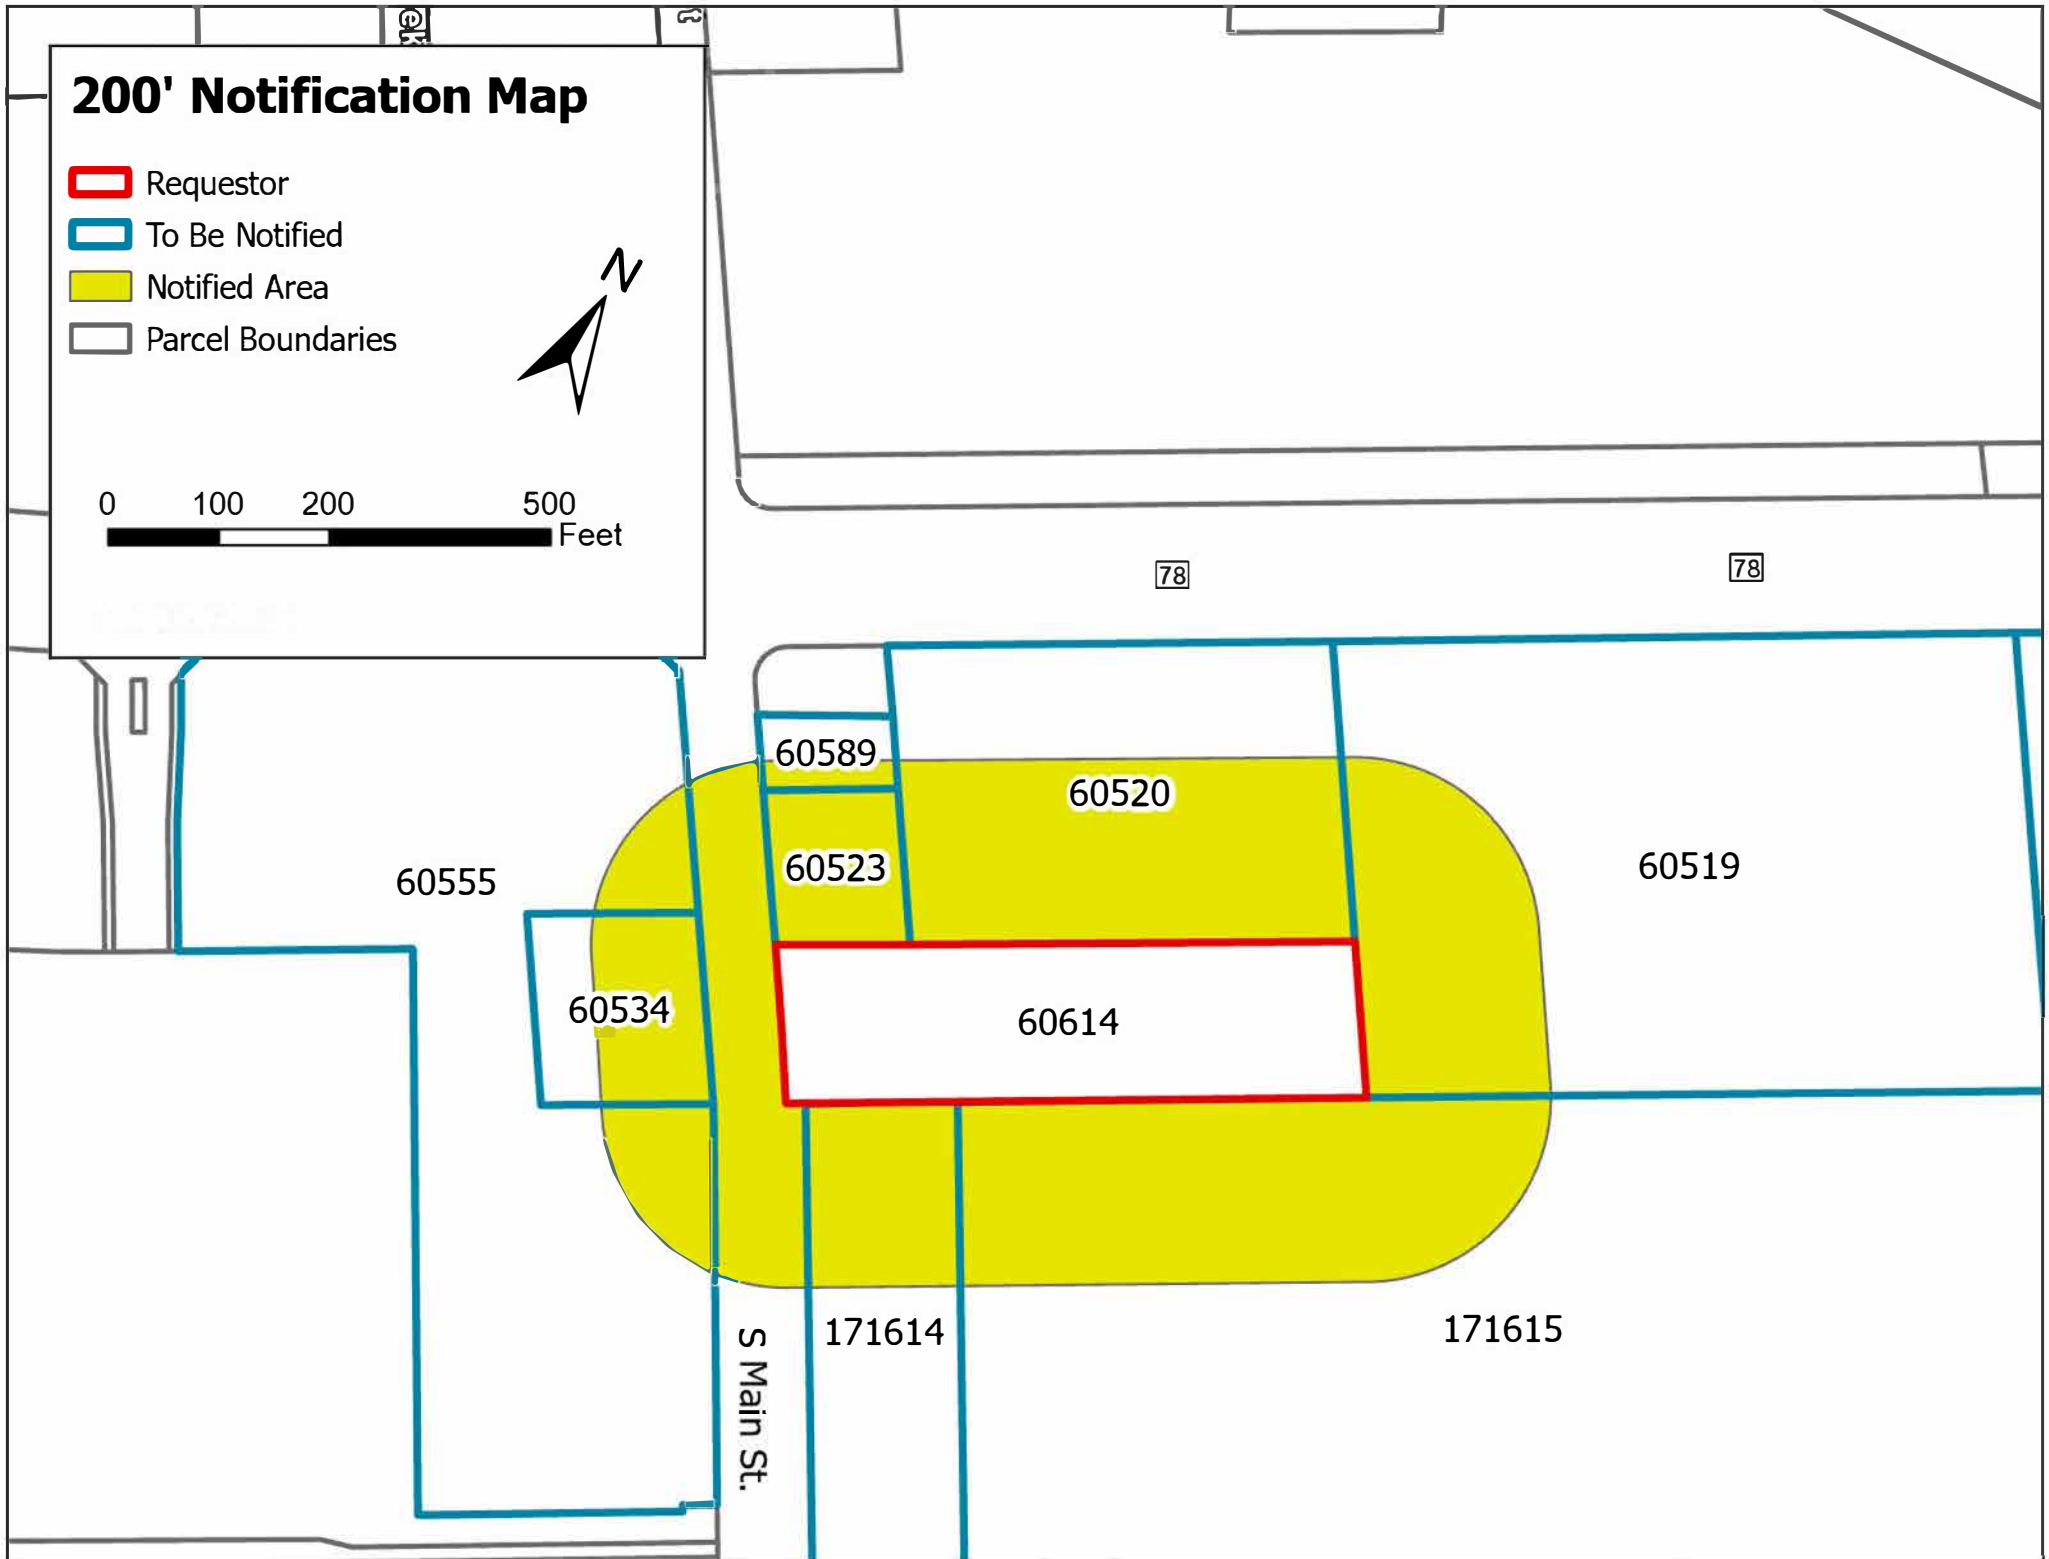 200' Notification Map
Requestor
To Be Notified
Notified Area
Parcel Boundaries
N
0 100 200 500
Feet
78
78
60589
60520
60523
60519
60555
60534
60614
171614
171615
S Main St.